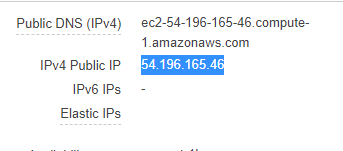 Public DNS (IPv4) ec2-54-196-165-46.compute-
1.amazonaws.com
IPv4 Public IP 54.196.165.46
IPv6 IPs -
Elastic IPs